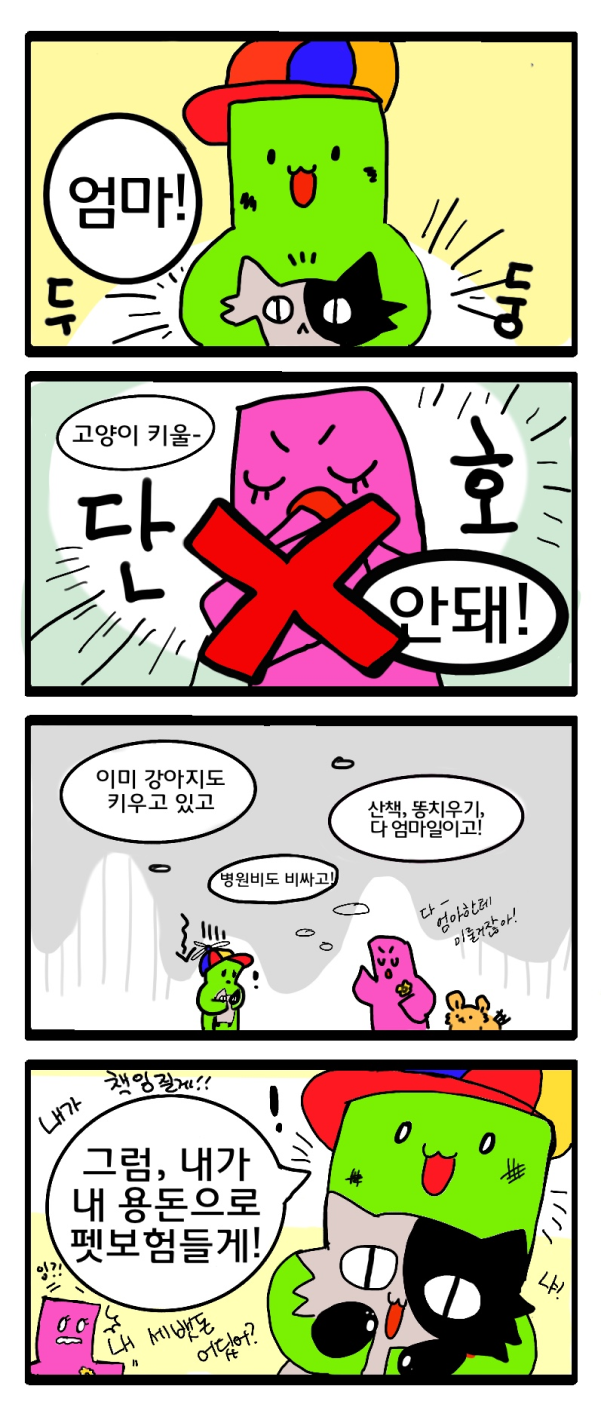 엄마!
두
둥
고양이 키울-
단
호
안돼!
이미 강아지도
키우고 있고
산책, 똥치우기,
다 엄마일이고!
병원비도 비싸고!
다-
엄마한테
미룰거잖아!
내가
책임질게!!
그럼, 내가
내 용돈으로
펫보험들게!
잉?!
냐!
내 세뱃돈
어딨어?